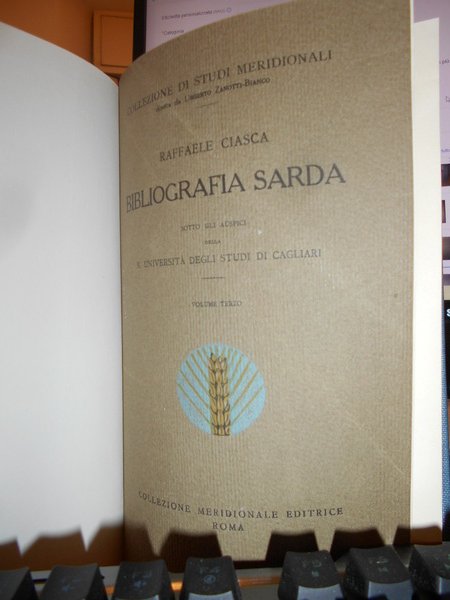 COLLEZIONE DI STUDI MERIDIONALI
diretta da UMBERTO ZANOTTI-BIANCO
RAFFAELE CIASCA
BIBLIOGRAFIA SARDA
SOTTO GLI AUSPICI
DELLA
R. UNIVERSITÀ DEGLI STUDI DI CAGLIARI
VOLUME TERZO
COLLEZIONE MERIDIONALE EDITRICE
ROMA